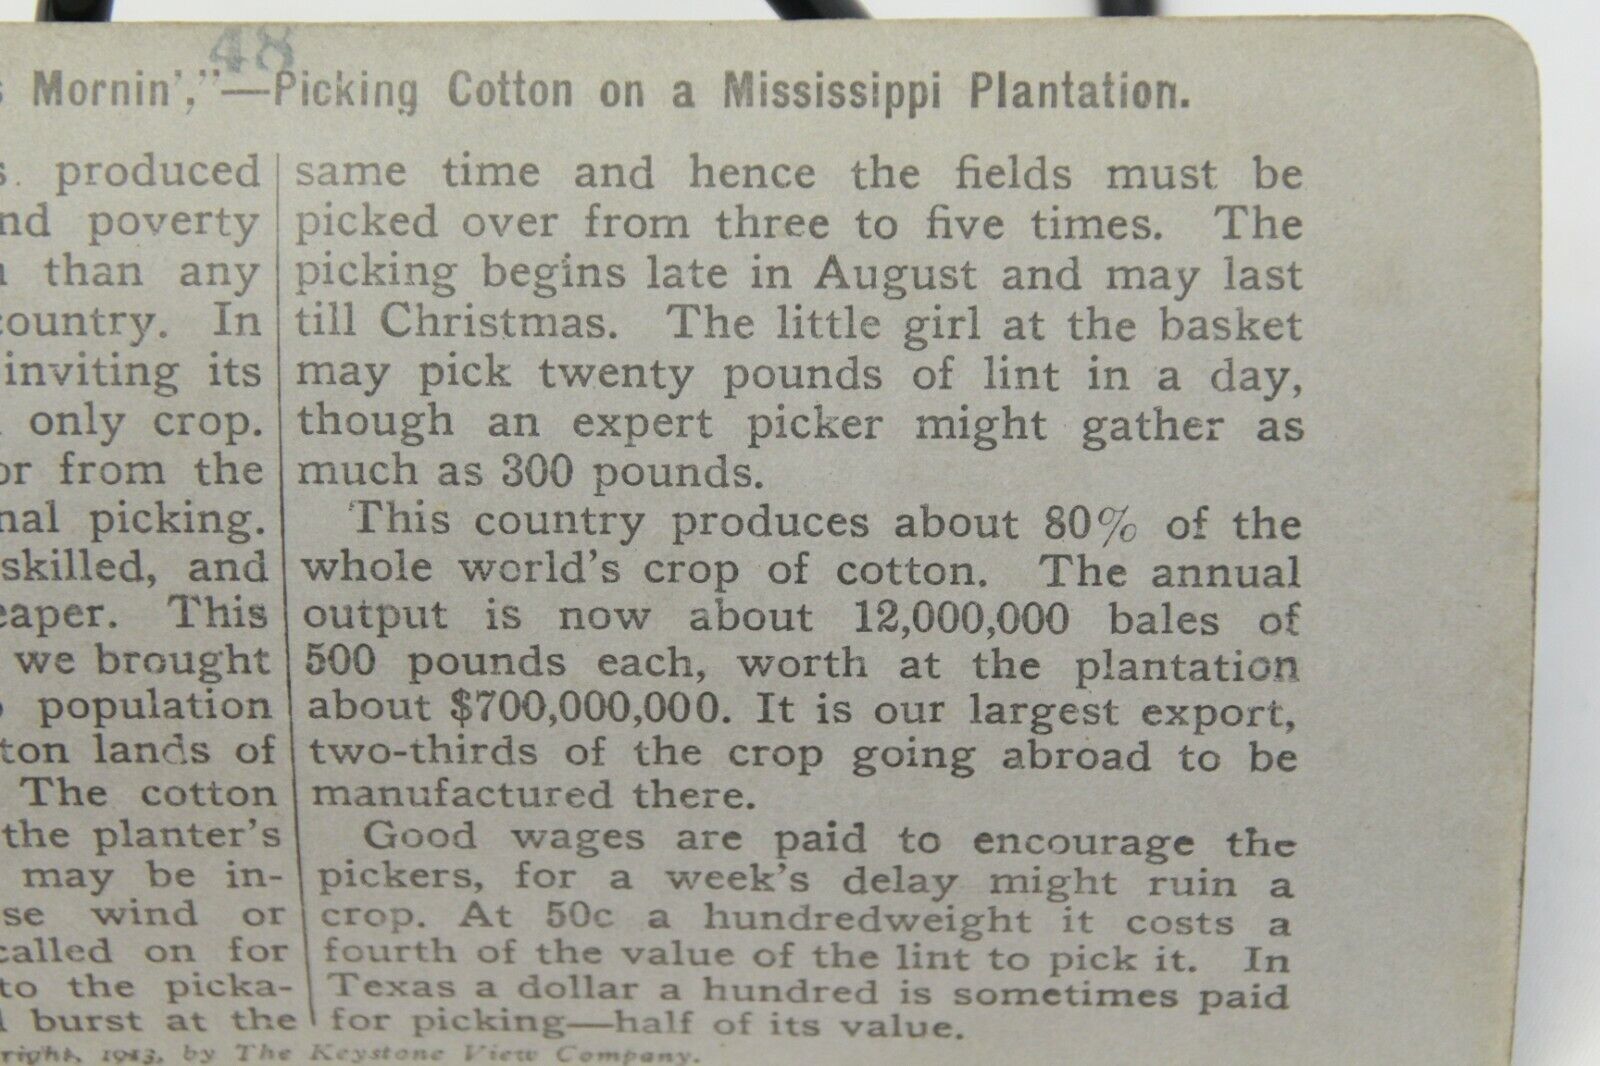 48
Mornin',"—Picking Cotton on a Mississippi Plantation.
produced
poverty
than any
country. In
inviting its
only crop.
from the
picking.
skilled, and
This
we brought
population
lands of
The cotton
the planter's
may be in-
wind or
called on for
to the picka-
burst at the
same time and hence the fields must be
picked over from three to five times. The
picking begins late in August and may last
till Christmas. The little girl at the basket
may pick twenty pounds of lint in a day,
though an expert picker might gather as
much as 300 pounds.
This country produces about 80% of the
whole world's crop of cotton. The annual
output is now about 12,000,000 bales of
500 pounds each, worth at the plantation
about $700,000,000. It is our largest export,
two-thirds of the crop going abroad to be
manufactured there.
Good wages are paid to encourage the
pickers, for a week's delay might ruin a
crop. At 50c a hundredweight it costs a
fourth of the value of the lint to pick it. In
Texas a dollar a hundred is sometimes paid
for picking—half of its value.
by The Keystone View Company.